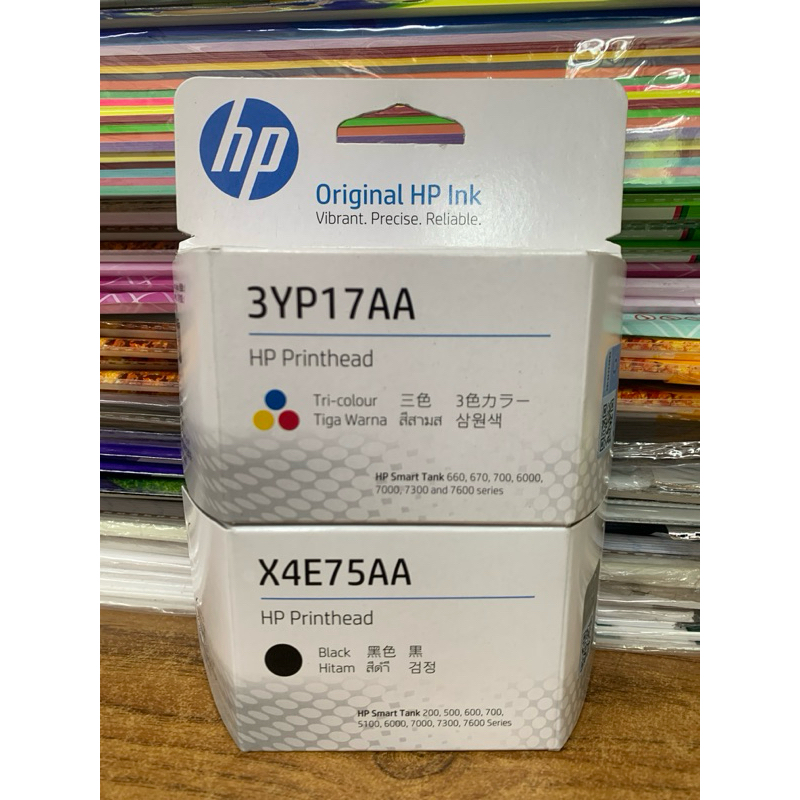 hp
Original HP Ink
Vibrant. Precise. Reliable.
3YP17AA
HP Printhead
Tri-colour 三色 3色カラー
Tiga Warna สีสามส 삼원색
HP Smart Tank 660, 670, 700, 6000,
7000, 7300 and 7600 series
X4E75AA
HP Printhead
Black 黑色 黒
Hitam สีดำ 검정
HP Smart Tank 200, 500, 600, 700,
5100, 6000, 7000, 7300, 7600 Series